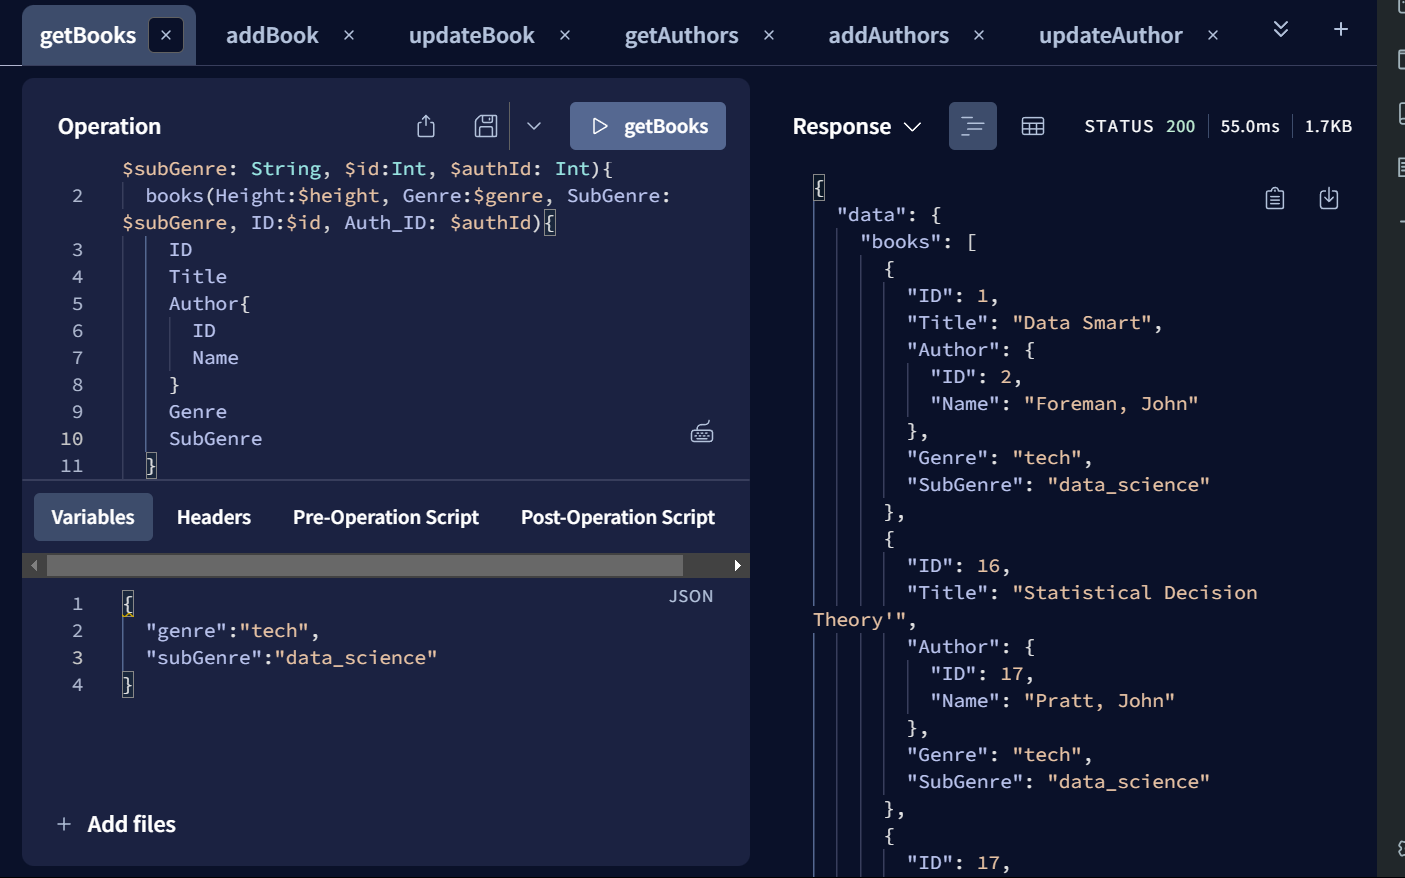 getBooks × addBook × updateBook × getAuthors × addAuthors × updateAuthor × +
Operation
getBooks
$subGenre: String, $id:Int, $authId: Int){
2 books(Height:$height, Genre:$genre, SubGenre:
$subGenre, ID:$id, Auth_ID: $authId){
3 ID
4 Title
5 Author{
6 ID
7 Name
8 }
9 Genre
10 SubGenre
11 }
Variables Headers Pre-Operation Script Post-Operation Script
JSON
1 {
2 "genre":"tech",
3 "subGenre":"data_science"
4 }
+ Add files
Response STATUS 200 55.0ms 1.7KB
{
"data": {
"books": [
{
"ID": 1,
"Title": "Data Smart",
"Author": {
"ID": 2,
"Name": "Foreman, John"
},
"Genre": "tech",
"SubGenre": "data_science"
},
{
"ID": 16,
"Title": "Statistical Decision
Theory'",
"Author": {
"ID": 17,
"Name": "Pratt, John"
},
"Genre": "tech",
"SubGenre": "data_science"
},
{
"ID": 17,